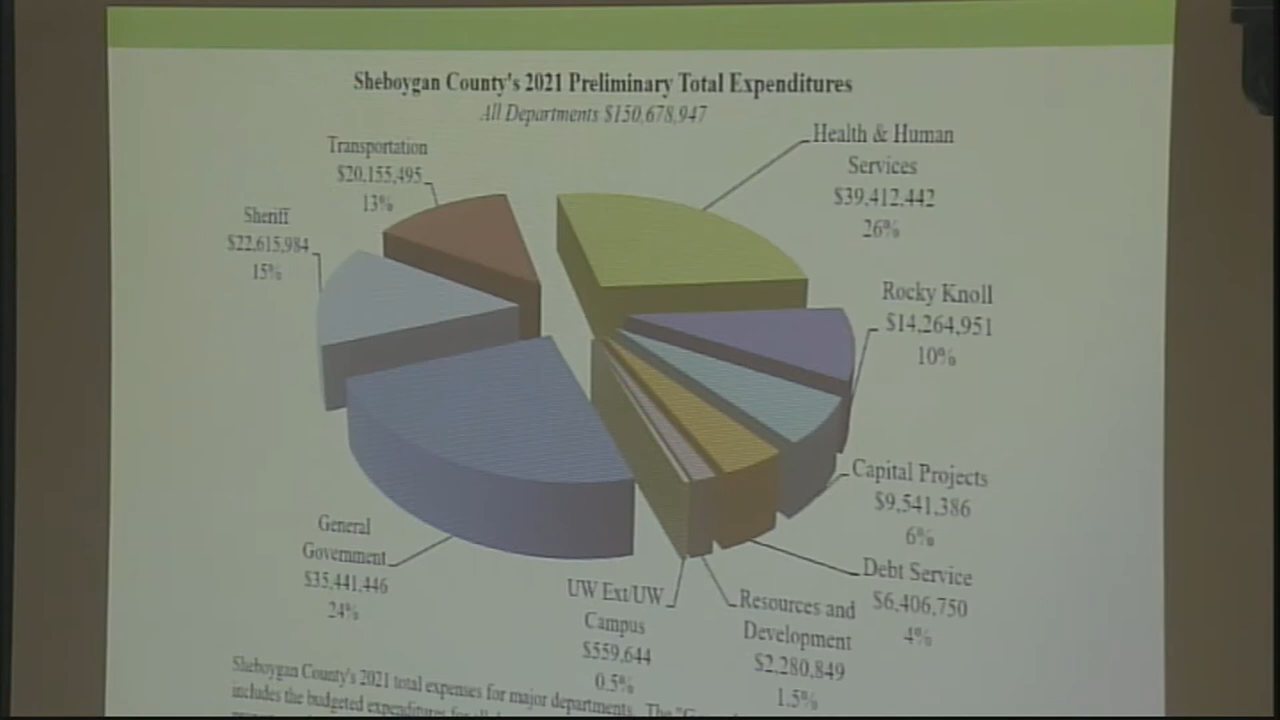 Sheboygan County's 2021 Preliminary Total Expenditures
All Departments $150,678,947
Health & Human
Services
$39,412,442
26%
Transportation
$20,155,495
13%
Sheriff
$22,615,984
15%
Rocky Knoll
$14,264,951
10%
Capital Projects
$9,541,386
6%
Debt Service
$6,406,750
4%
Resources and
Development
$2,280,849
1.5%
UW Ext/UW
Campus
$559,644
0.5%
General
Government
$35,441,446
24%
Sheboygan County's 2021 total expenses for major departments. The
includes the budgeted expenditures for